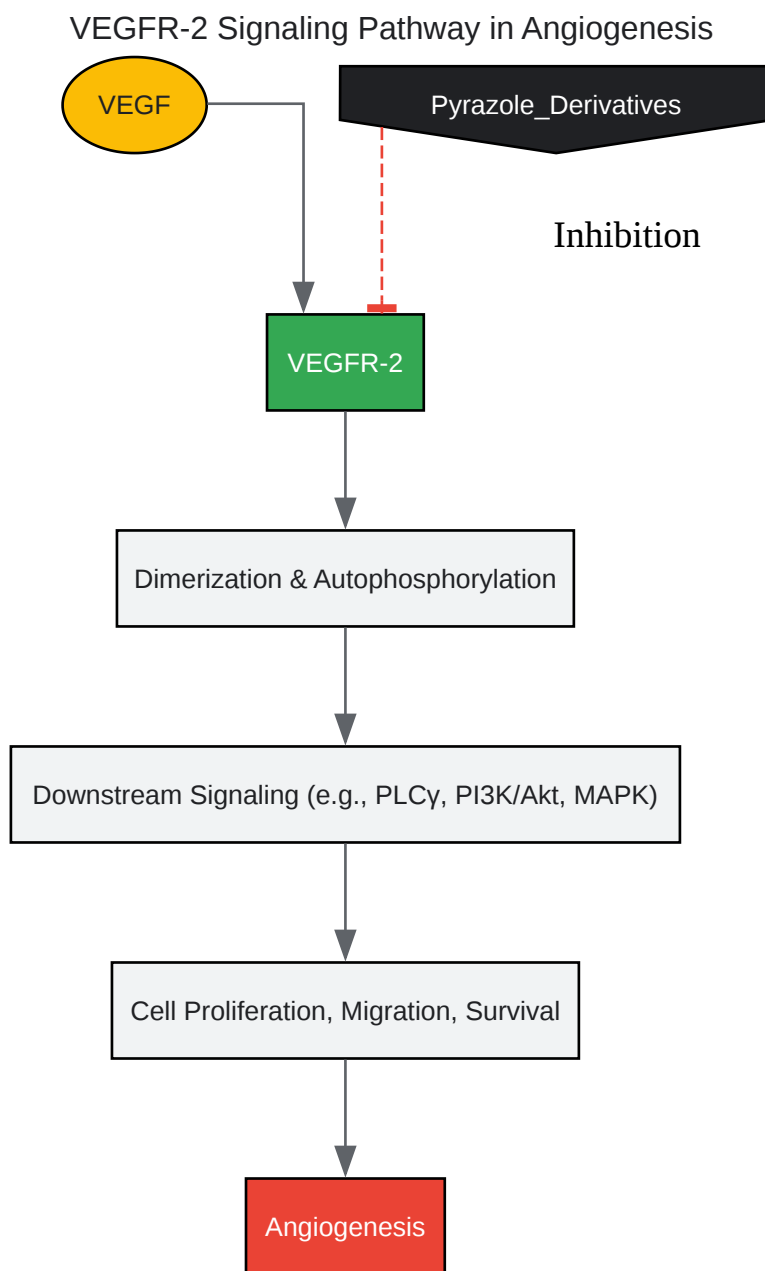 VEGFR-2 Signaling Pathway in Angiogenesis
VEGF
Pyrazole_Derivatives
Inhibition
VEGFR-2
Dimerization & Autophosphorylation
Downstream Signaling (e.g., PLCγ, PI3K/Akt, MAPK)
Cell Proliferation, Migration, Survival
Angiogenesis